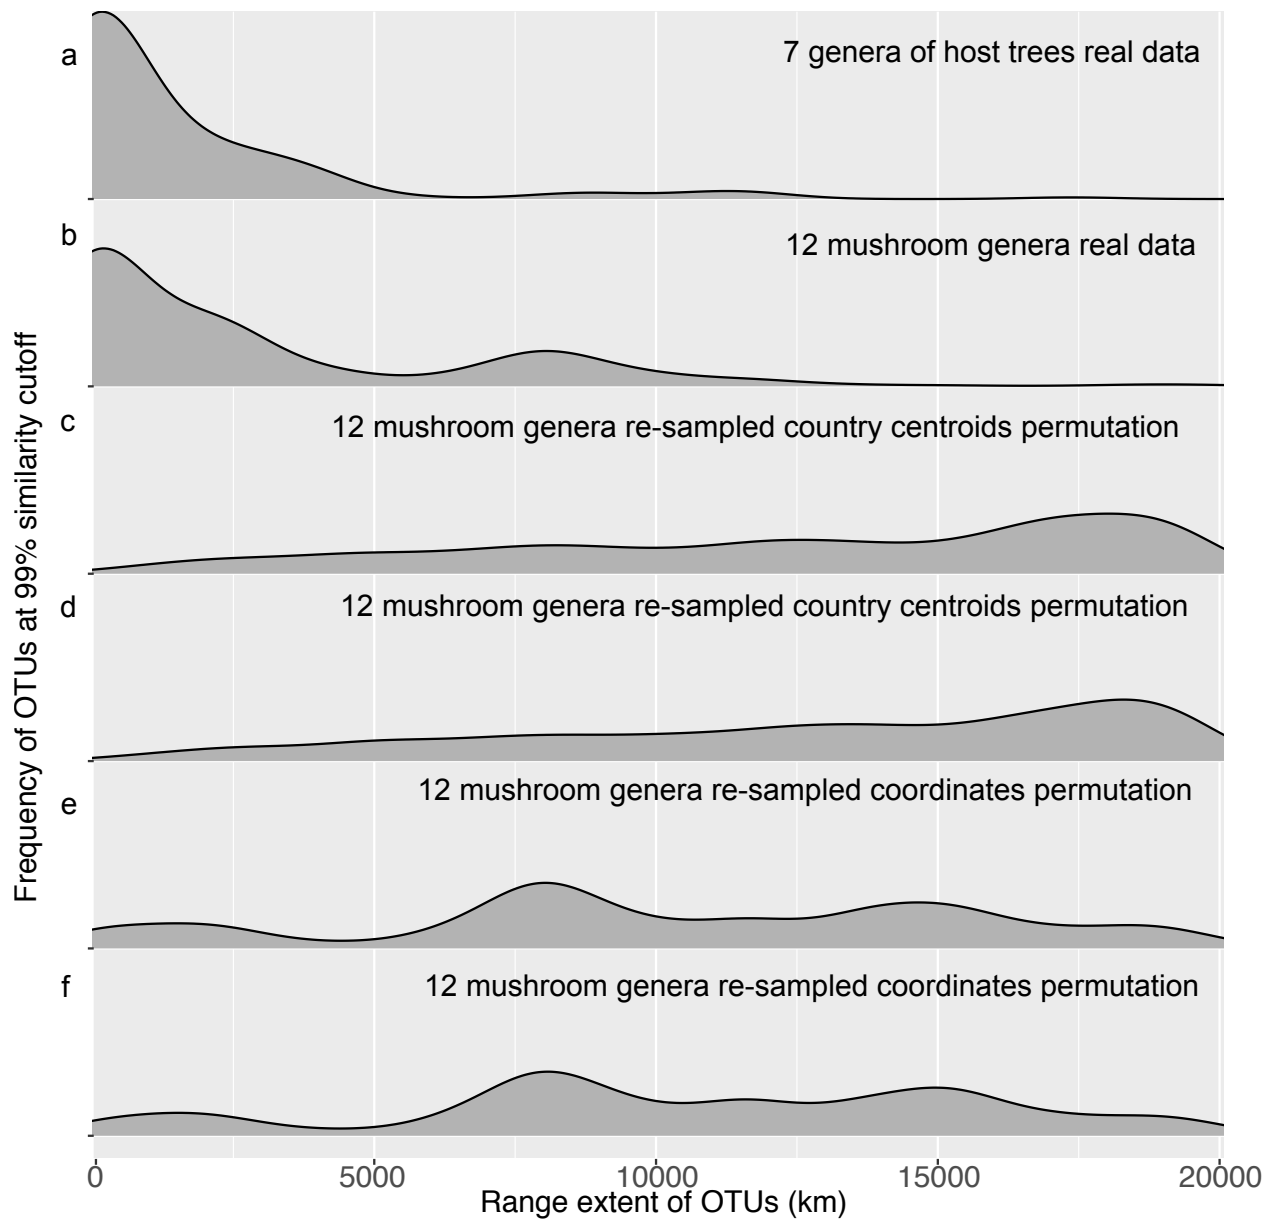 a
7 genera of host trees real data
b
12 mushroom genera real data
c
12 mushroom genera re-sampled country centroids permutation
d
12 mushroom genera re-sampled country centroids permutation
e
12 mushroom genera re-sampled coordinates permutation
f
12 mushroom genera re-sampled coordinates permutation
Frequency of OTUs at 99% similarity cutoff
0 5000 10000 15000 20000
Range extent of OTUs (km)